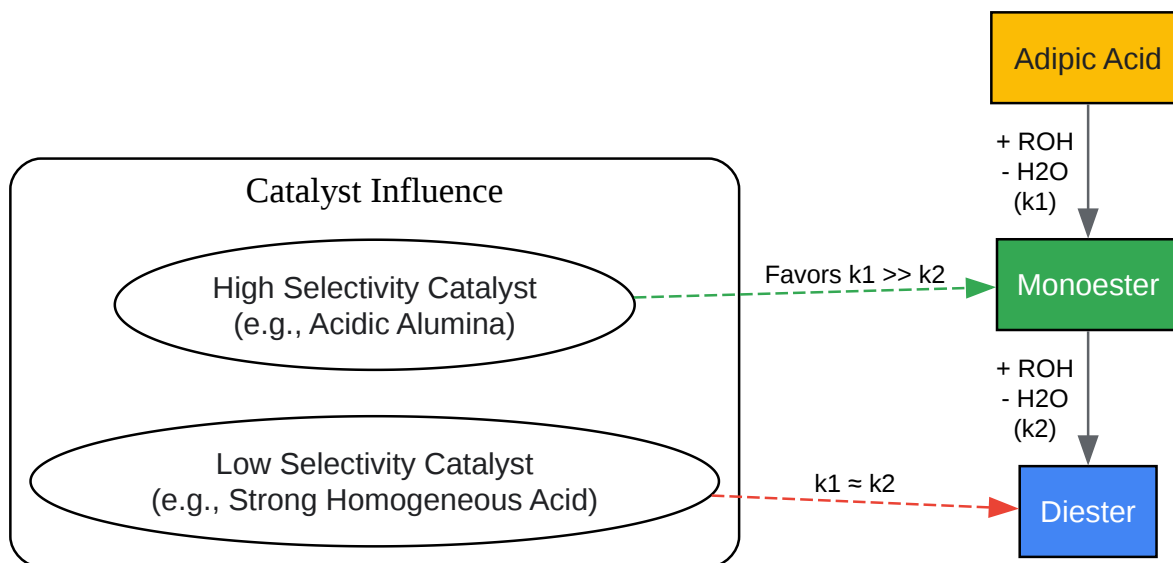 Adipic Acid
+ ROH
- H2O
(k1)
Catalyst Influence
High Selectivity Catalyst
(e.g., Acidic Alumina)
Favors k1 >> k2
Monoester
+ ROH
- H2O
(k2)
Low Selectivity Catalyst
(e.g., Strong Homogeneous Acid)
k1 ≈ k2
Diester